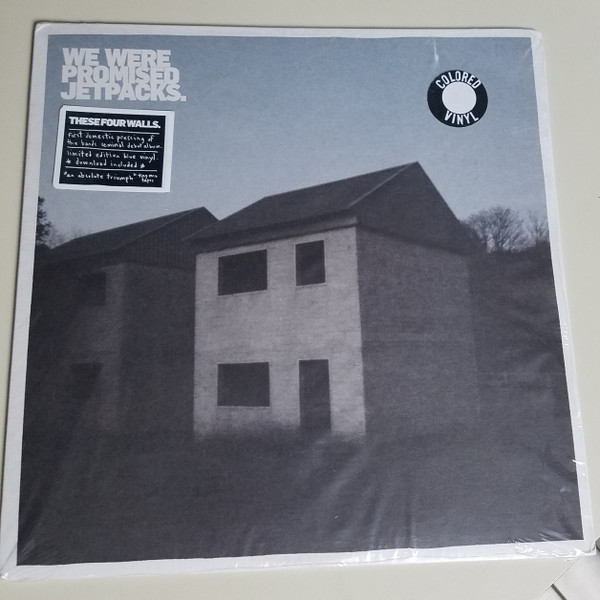 WE WERE
PROMISED
JETPACKS.
COLORED
VINYL
THESE FOUR WALLS.
first domestic pressing of
the bands seminal debut album.
limited edition blue vinyl.
* download included *
"an absolute triumph"